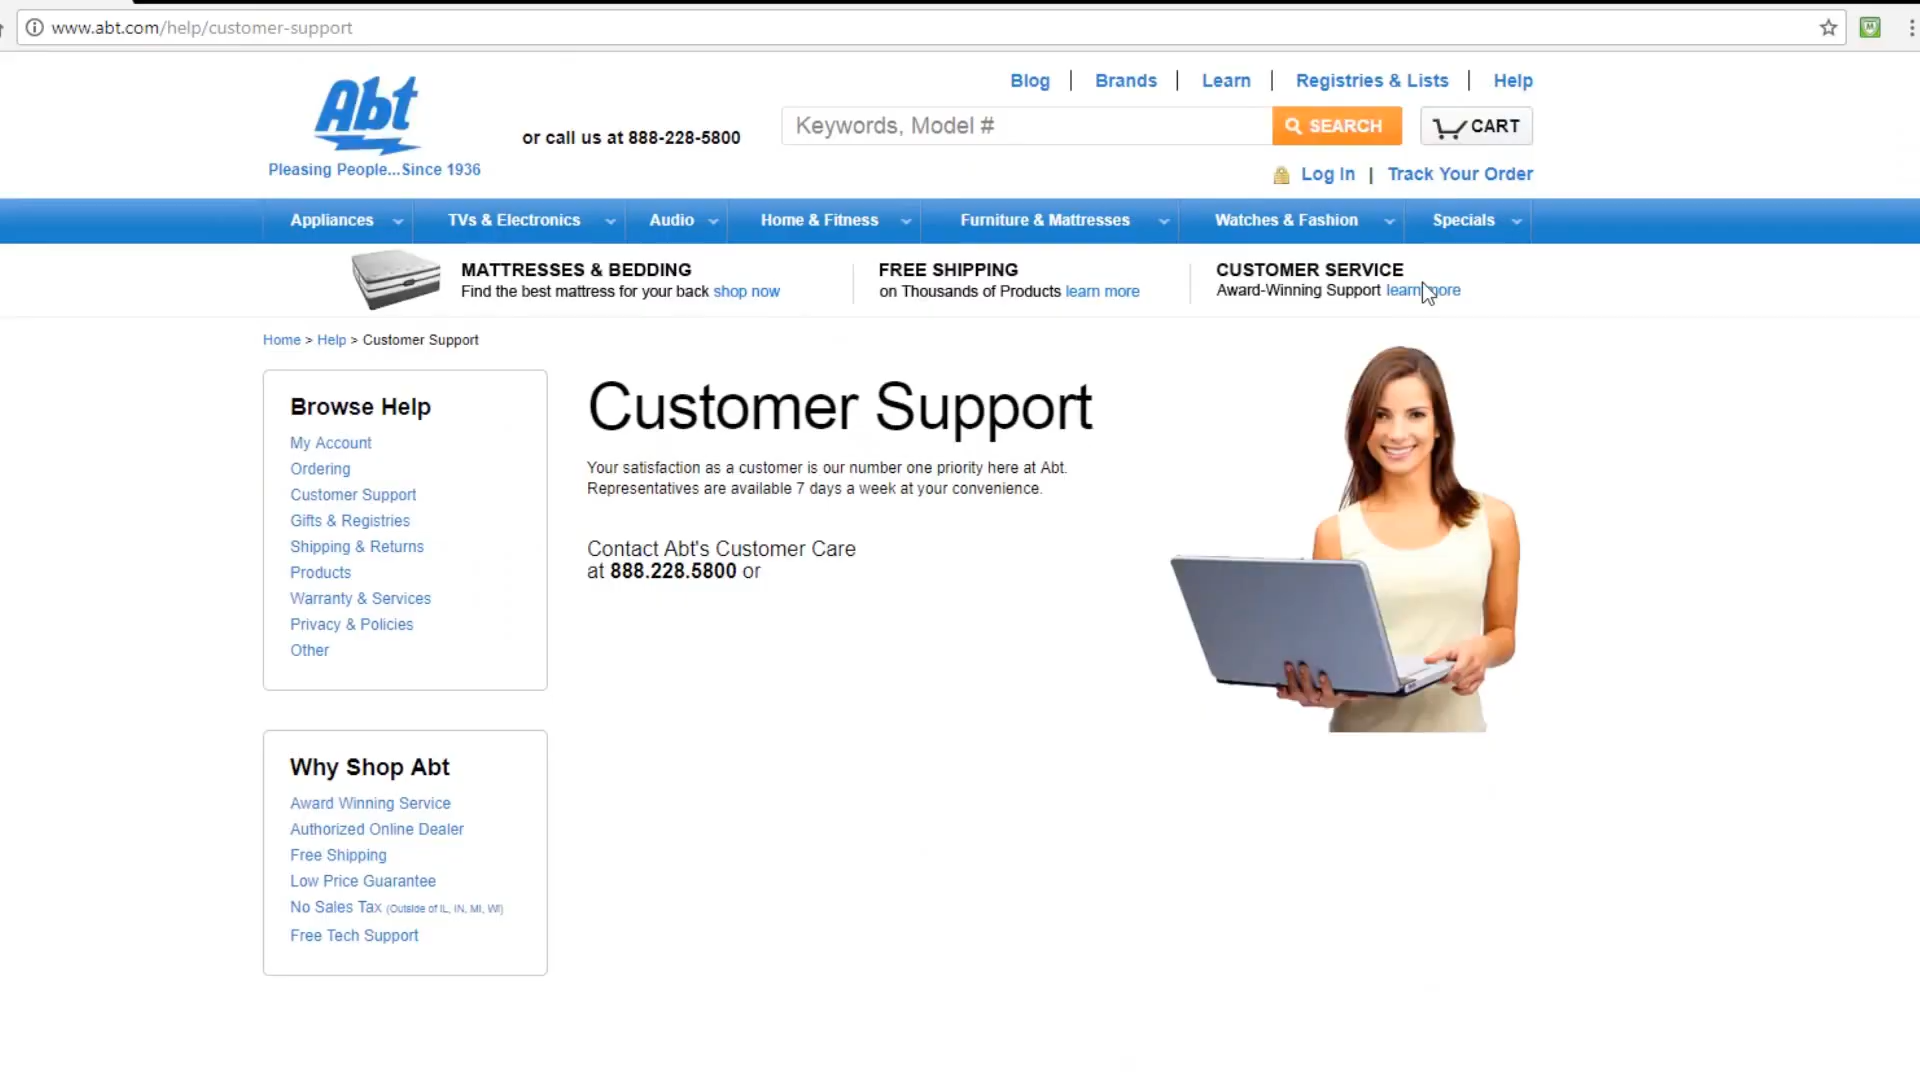 www.abt.com/help/customer-support
Blog | Brands | Learn | Registries & Lists | Help
Abt
Pleasing People...Since 1936
or call us at 888-228-5800
Keywords, Model #
SEARCH
CART
Log In | Track Your Order
Appliances TVs & Electronics Audio Home & Fitness Furniture & Mattresses Watches & Fashion Specials
MATTRESSES & BEDDING
Find the best mattress for your back shop now
FREE SHIPPING
on Thousands of Products learn more
CUSTOMER SERVICE
Award-Winning Support learn more
Home > Help > Customer Support
Browse Help
My Account
Ordering
Customer Support
Gifts & Registries
Shipping & Returns
Products
Warranty & Services
Privacy & Policies
Other
Why Shop Abt
Award Winning Service
Authorized Online Dealer
Free Shipping
Low Price Guarantee
No Sales Tax (Outside of IL, IN, MI, WI)
Free Tech Support
Customer Support
Your satisfaction as a customer is our number one priority here at Abt.
Representatives are available 7 days a week at your convenience.
Contact Abt's Customer Care
at 888.228.5800 or